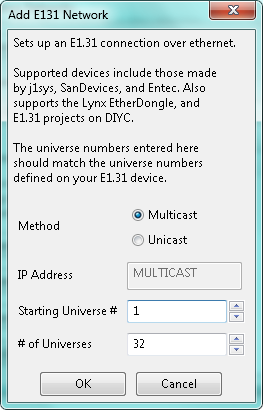 Add E131 Network
Sets up an E1.31 connection over ethernet.
Supported devices include those made
by j1sys, SanDevices, and Entec. Also
supports the Lynx EtherDongle, and
E1.31 projects on DIYC.
The universe numbers entered here
should match the universe numbers
defined on your E1.31 device.
Method
Multicast
Unicast
IP Address
MULTICAST
Starting Universe #
1
# of Universes
32
OK
Cancel